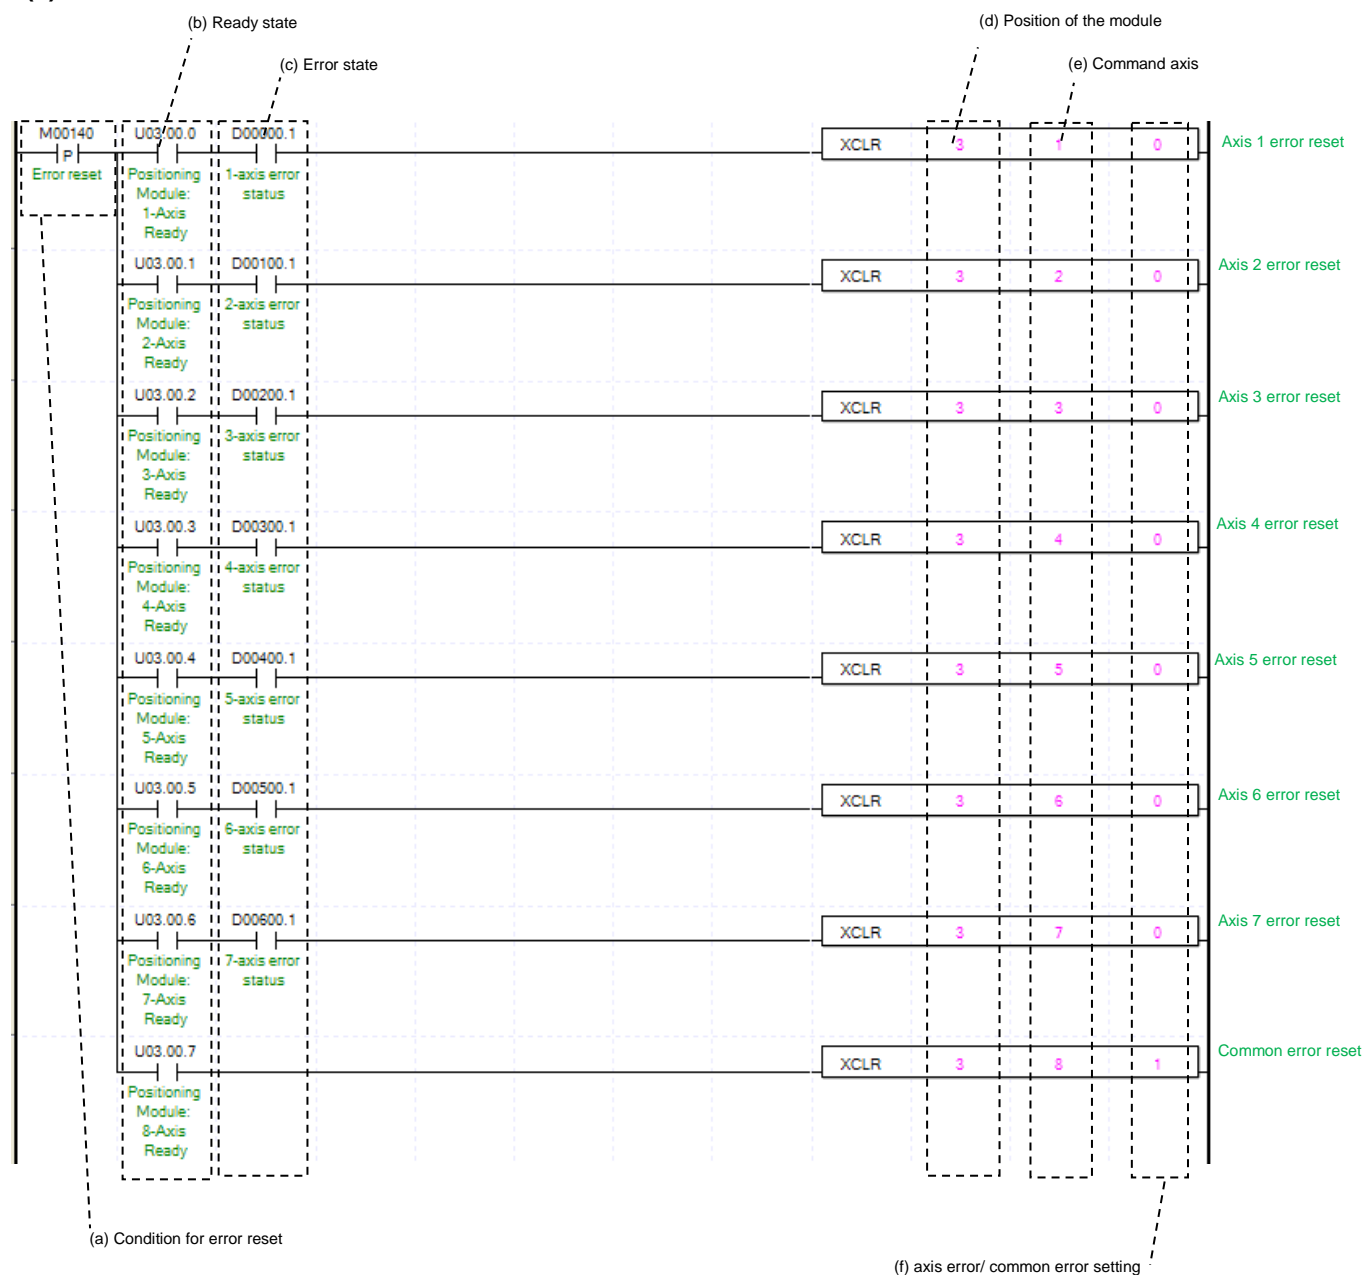 (b) Ready state
(d) Position of the module
(c) Error state
(e) Command axis
M00140 U03.00.0 D00000.1
P
XCLR 3 1 0
Axis 1 error reset
Error reset Positioning 1-axis error
Module: status
1-Axis
Ready
U03.00.1 D00100.1
XCLR 3 2 0
Axis 2 error reset
Positioning 2-axis error
Module: status
2-Axis
Ready
U03.00.2 D00200.1
XCLR 3 3 0
Axis 3 error reset
Positioning 3-axis error
Module: status
3-Axis
Ready
U03.00.3 D00300.1
XCLR 3 4 0
Axis 4 error reset
Positioning 4-axis error
Module: status
4-Axis
Ready
U03.00.4 D00400.1
XCLR 3 5 0
Axis 5 error reset
Positioning 5-axis error
Module: status
5-Axis
Ready
U03.00.5 D00500.1
XCLR 3 6 0
Axis 6 error reset
Positioning 6-axis error
Module: status
6-Axis
Ready
U03.00.6 D00600.1
XCLR 3 7 0
Axis 7 error reset
Positioning 7-axis error
Module: status
7-Axis
Ready
U03.00.7
XCLR 3 8 1
Common error reset
Positioning
Module:
8-Axis
Ready
(a) Condition for error reset
(f) axis error/ common error setting